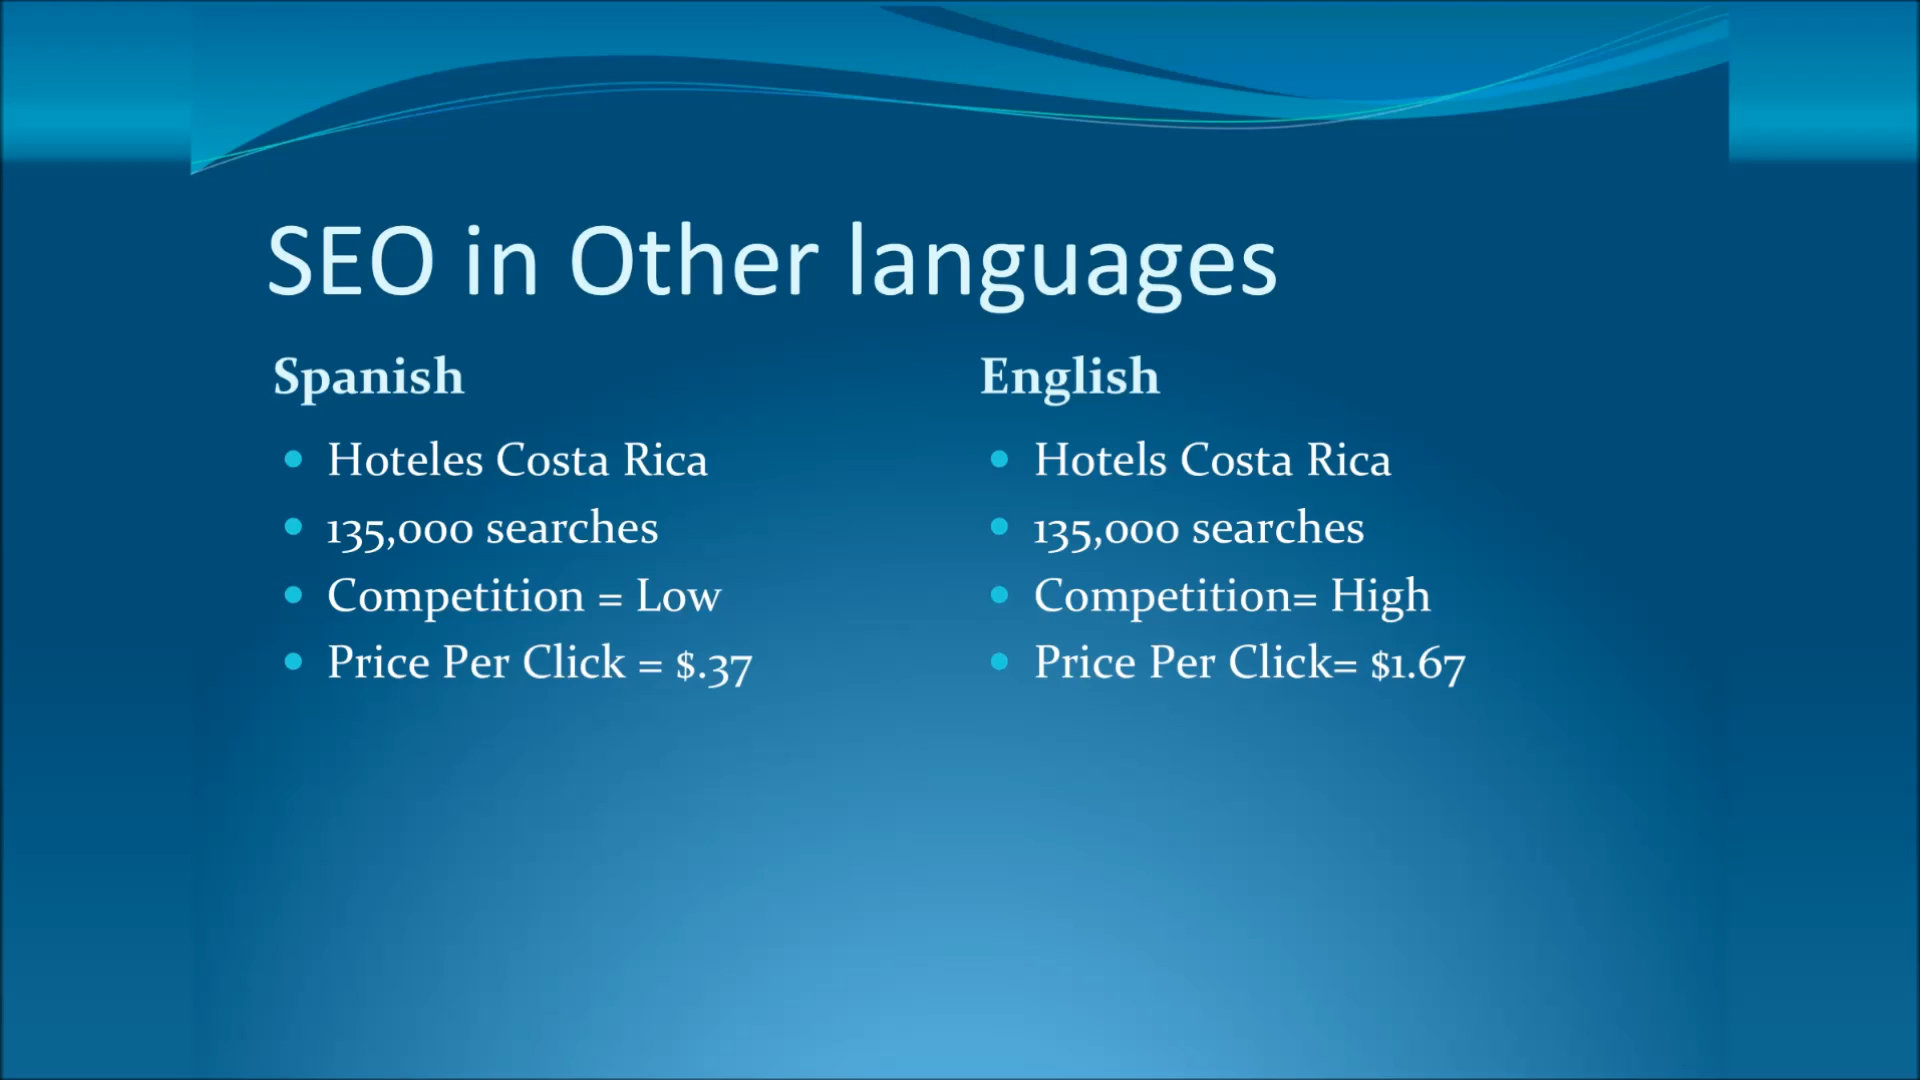 SEO in Other languages
Spanish
Hoteles Costa Rica
135,000 searches
Competition = Low
Price Per Click = $.37
English
Hotels Costa Rica
135,000 searches
Competition= High
Price Per Click= $1.67